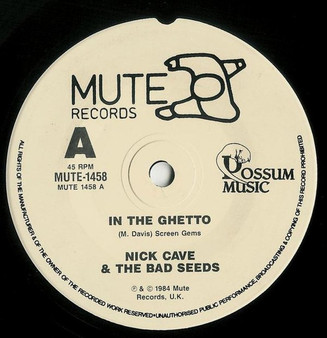 MUTE
RECORDS
A
45 RPM
MUTE-1458
MUTE 1458 A
POSSUM
MUSIC
IN THE GHETTO
(M. Davis) Screen Gems
NICK CAVE
& THE BAD SEEDS
℗ & © 1984 Mute
Records, U.K.
ALL RIGHTS OF THE MANUFACTURER & OF THE OWNER OF THE RECORDED WORK RESERVED•UNAUTHORISED PUBLIC PERFORMANCE, BROADCASTING & COPYING OF THIS RECORD PROHIBITED